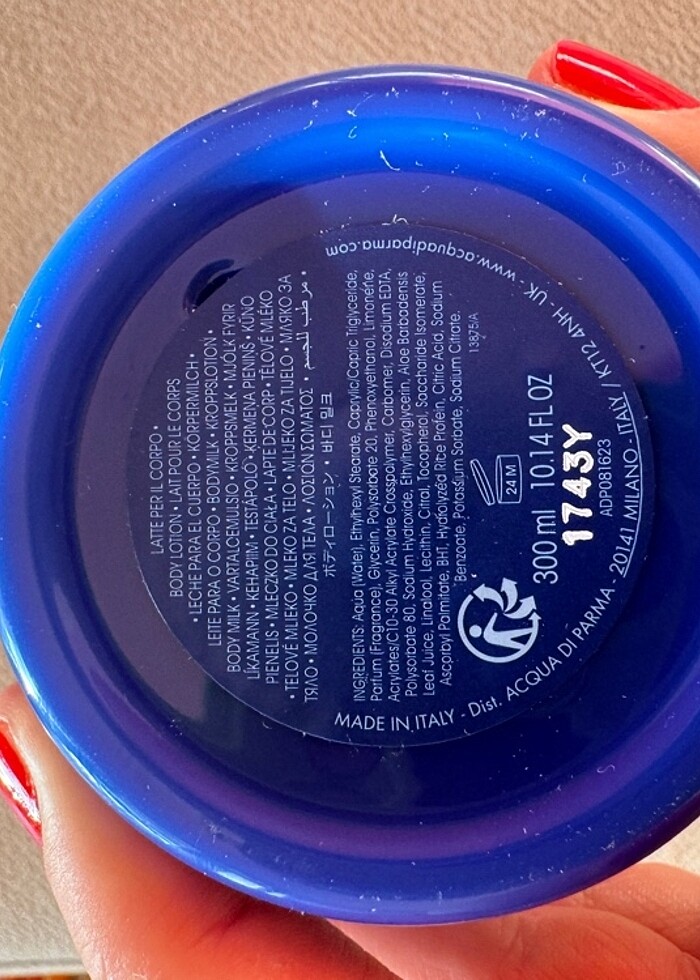 LATTE PER IL CORPO •
BODY LOTION • LAIT POUR LE CORPS
• LECHE PARA EL CUERPO • KÖRPERMILCH •
LEITE PARA O CORPO • BODYMILK • KROPPSLOTION •
BODY MILK • VARTALOEMULSIO • KROPPSMELK • MJÓLK FYRIR
LÍKAMANN • KEHAPIIM • TESTÁPOLÓ • ĶERMEŅA PIENIŅŠ • KŪNO
PIENELIS • MLECZKO DO CIAŁA • LAPTE DE CORP • TĚLOVÉ MLÉKO
• TELOVÉ MLIEKO • MLEKO ZA TELO • MLIJEKO ZA TIJELO • МЛЯКО ЗА
ТЯЛО • МОЛОЧКО ДЛЯ ТЕЛА • ΛΟΣΙΟΝ ΣΩΜΑΤΟΣ • مرطب للجسم •
ボディローション • 바디 밀크
INGREDIENTS: Aqua (Water), Ethylhexyl Stearate, Caprylic/Capric Triglyceride,
Parfum (Fragrance), Glycerin, Polysorbate 20, Phenoxyethanol, Limonene,
Acrylates/C10-30 Alkyl Acrylate Crosspolymer, Carbomer, Disodium EDTA,
Polysorbate 80, Sodium Hydroxide, Ethylhexylglycerin, Aloe Barbadensis
Leaf Juice, Linalool, Lecithin, Citral, Tocopherol, Saccharide Isomerate,
Ascorbyl Palmitate, BHT, Hydrolyzed Rice Protein, Citric Acid, Sodium
Benzoate, Potassium Sorbate, Sodium Citrate.
13875/A
24 M
300 ml 10.14 FL OZ
1743Y
ADP081623
MADE IN ITALY - Dist. ACQUA DI PARMA - 20141 MILANO - ITALY / KT12 4NH - UK - www.acquadiparma.com